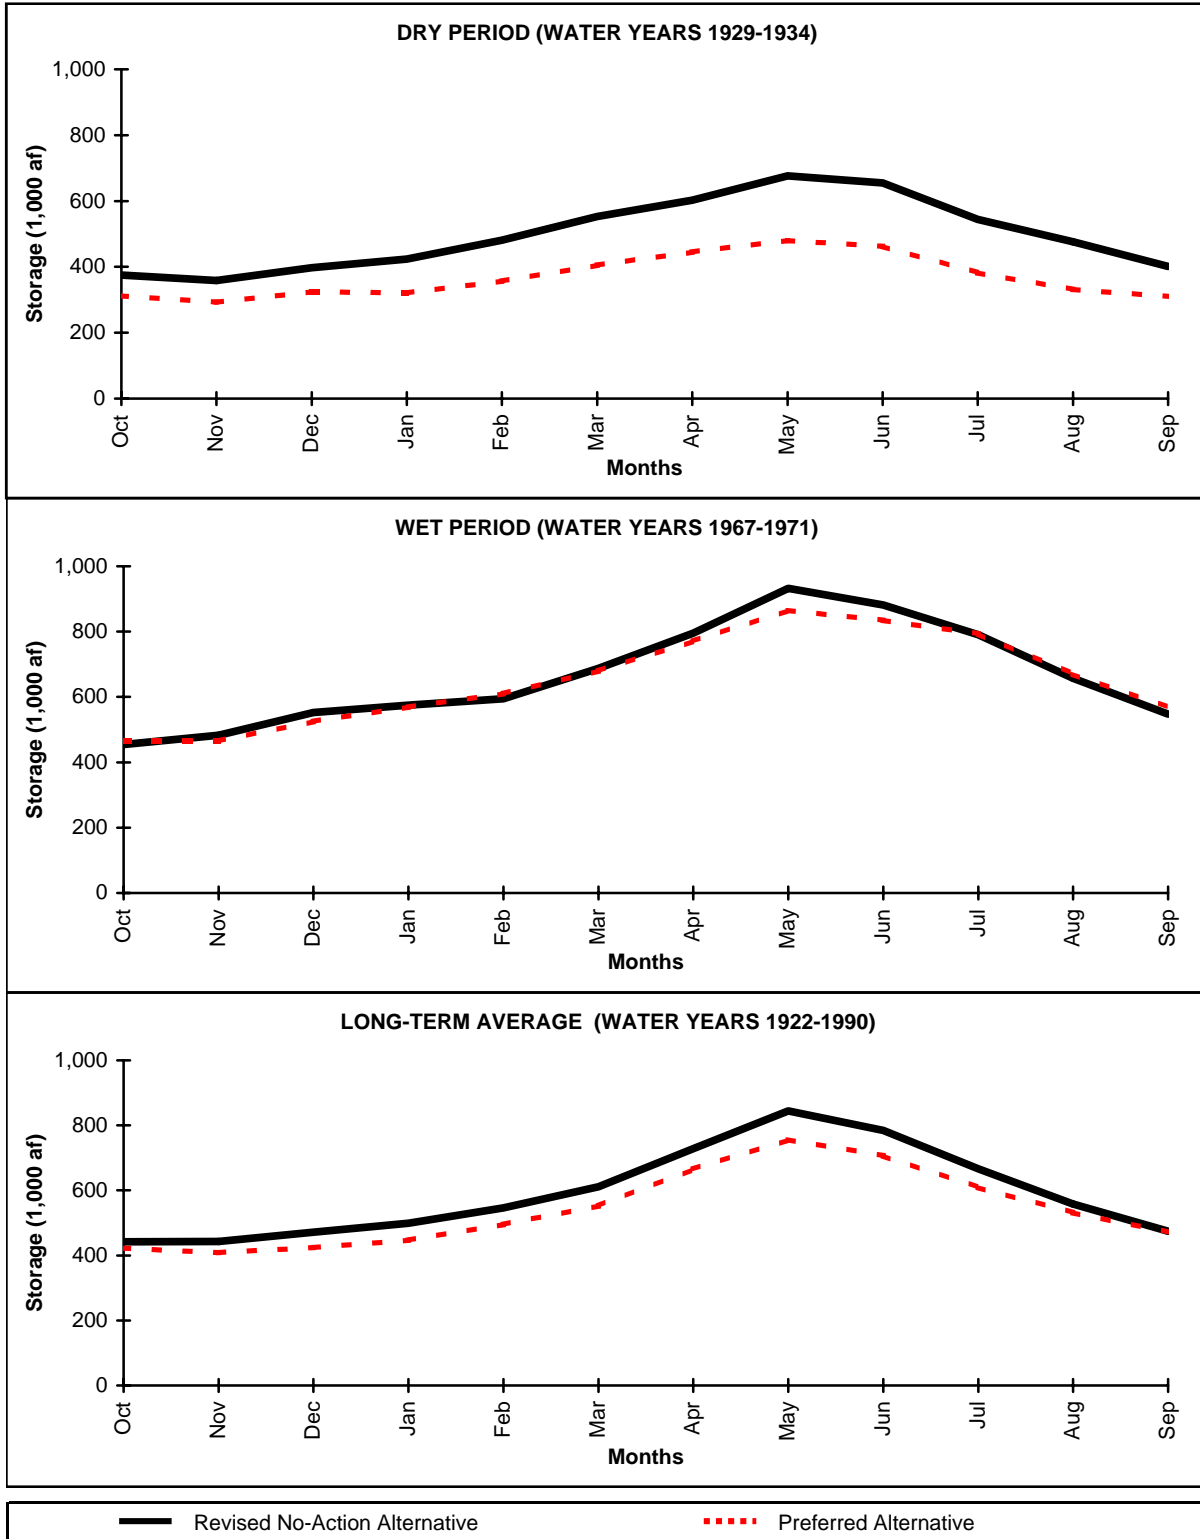 DRY PERIOD (WATER YEARS 1929-1934)
1,000
800
600
400
200
0
Storage (1,000 af)
Oct Nov Dec Jan Feb Mar Apr May Jun Jul Aug Sep
Months
WET PERIOD (WATER YEARS 1967-1971)
1,000
800
600
400
200
0
Storage (1,000 af)
Oct Nov Dec Jan Feb Mar Apr May Jun Jul Aug Sep
Months
LONG-TERM AVERAGE (WATER YEARS 1922-1990)
1,000
800
600
400
200
0
Storage (1,000 af)
Oct Nov Dec Jan Feb Mar Apr May Jun Jul Aug Sep
Months
Revised No-Action Alternative Preferred Alternative